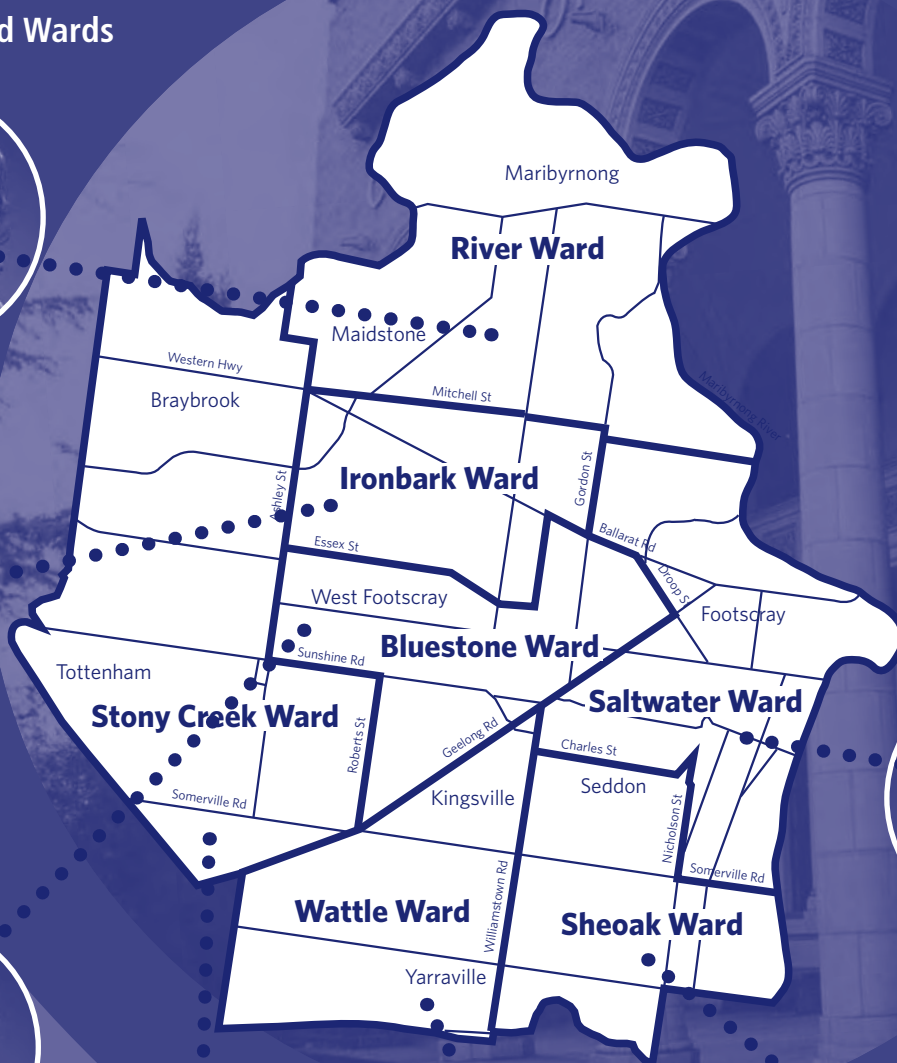 d Wards
Maribyrnong
River Ward
Maidstone
Western Hwy
Mitchell St
Maribyrnong River
Braybrook
Ironbark Ward
Ashley St
Gordon St
Essex St
Ballarat Rd
Droop St
West Footscray
Footscray
Bluestone Ward
Sunshine Rd
Tottenham
Saltwater Ward
Stony Creek Ward
Roberts St
Geelong Rd
Charles St
Seddon
Kingsville
Somerville Rd
Nicholson St
Somerville Rd
Williamstown Rd
Wattle Ward
Sheoak Ward
Yarraville